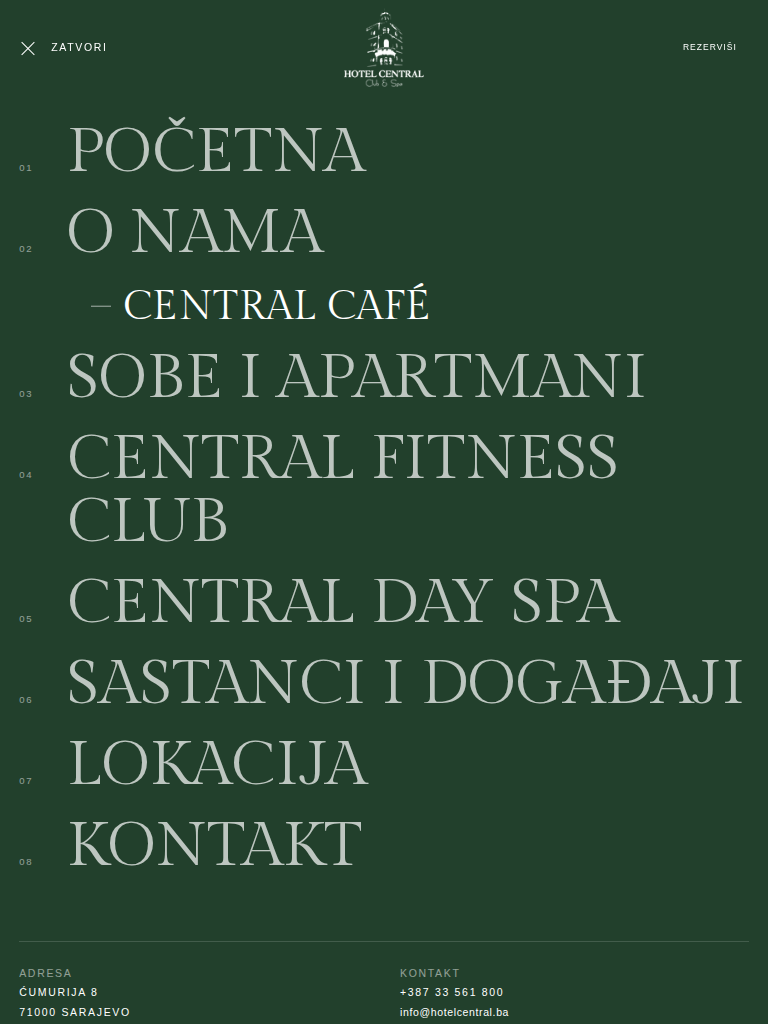 ZATVORI
HOTEL CENTRAL
Club & Spa
REZERVIŠI
01 POČETNA
02 O NAMA
– CENTRAL CAFÉ
03 SOBE I APARTMANI
04 CENTRAL FITNESS
CLUB
05 CENTRAL DAY SPA
06 SASTANCI I DOGAĐAJI
07 LOKACIJA
08 KONTAKT
ADRESA
ĆUMURIJA 8
71000 SARAJEVO
KONTAKT
+387 33 561 800
info@hotelcentral.ba